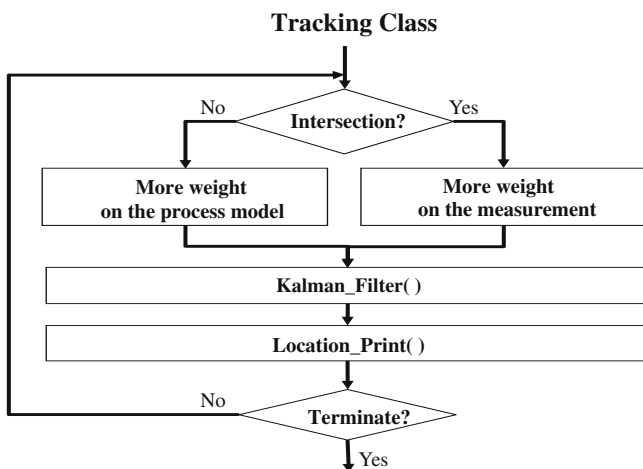 Tracking Class
No
Yes
Intersection?
More weight
on the process model
More weight
on the measurement
Kalman_Filter( )
Location_Print( )
No
Terminate?
Yes